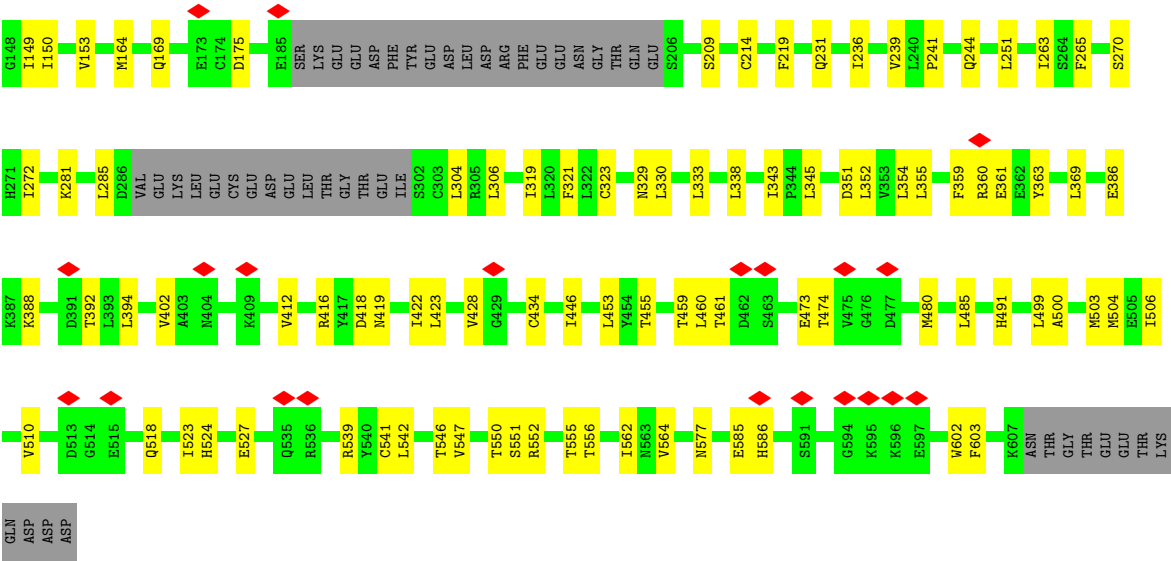 G148 I149 I150 V153 M164 Q169 E173 C174 D175 E185 SER LYS GLU GLU ASP PHE TYR GLU ASP LEU ASP ARG PHE GLU GLU ASN GLY THR GLN GLU S206 S209 C214 F219 Q231 I236 V239 L240 P241 Q244 L251 I263 S264 F265 S270
H271 I272 K281 L285 D286 VAL GLU LYS LEU GLU CYS GLU ASP GLU LEU THR GLY THR GLU ILE S302 C303 L304 R305 L306 I319 L320 F321 L322 C323 N329 L330 L333 L338 I343 P344 L345 D351 L352 V353 L354 L355 F359 R360 E361 E362 Y363 L369 E386
K387 K388 D391 T392 L393 L394 V402 A403 N404 K409 V412 R416 Y417 D418 N419 I422 L423 V428 G429 C434 I446 L453 Y454 T455 T459 L460 T461 D462 S463 E473 T474 V475 G476 D477 M480 L485 H491 L499 A500 M503 M504 E505 I506
V510 D513 G514 E515 Q518 I523 H524 E527 Q535 R536 R539 Y540 C541 L542 T546 V547 T550 S551 R552 T555 T556 I562 N563 V564 N577 E585 H586 S591 G594 K595 K596 E597 W602 F603 K607 ASN THR GLY THR GLU GLU THR LYS
GLN ASP ASP ASP